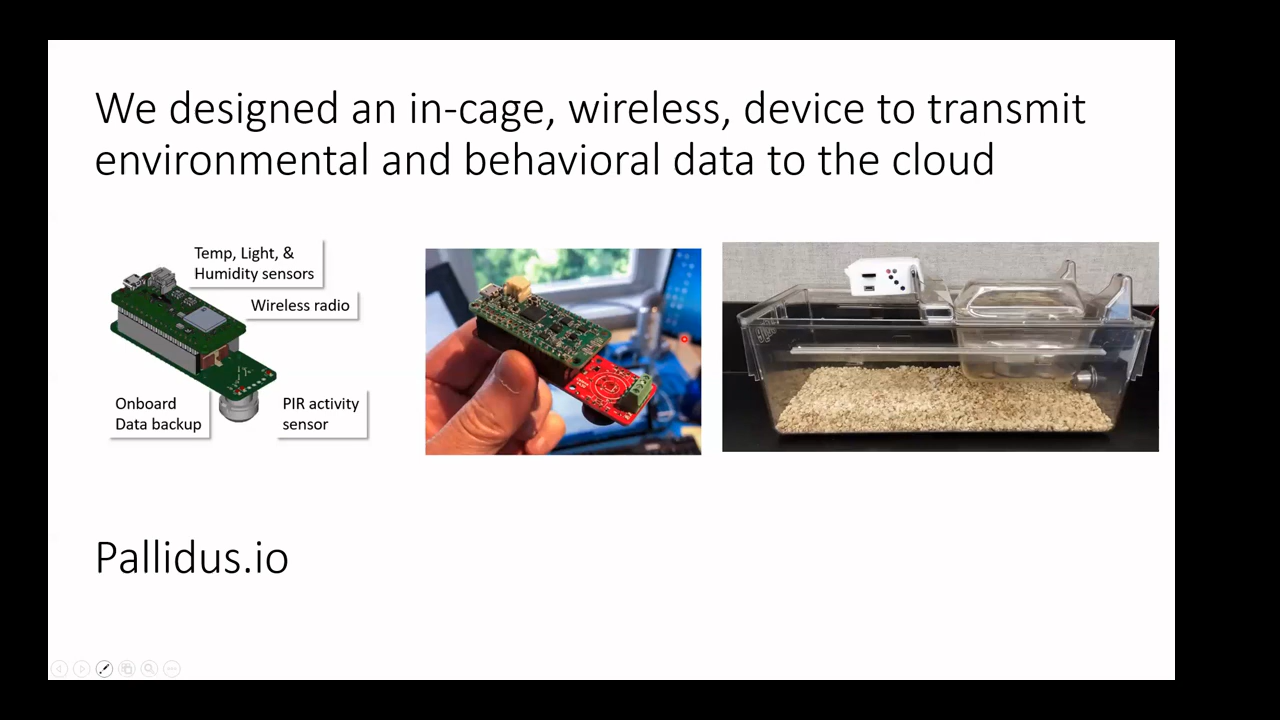 We designed an in-cage, wireless, device to transmit
environmental and behavioral data to the cloud
Temp, Light, &
Humidity sensors
Wireless radio
Onboard
Data backup
PIR activity
sensor
Pallidus.io